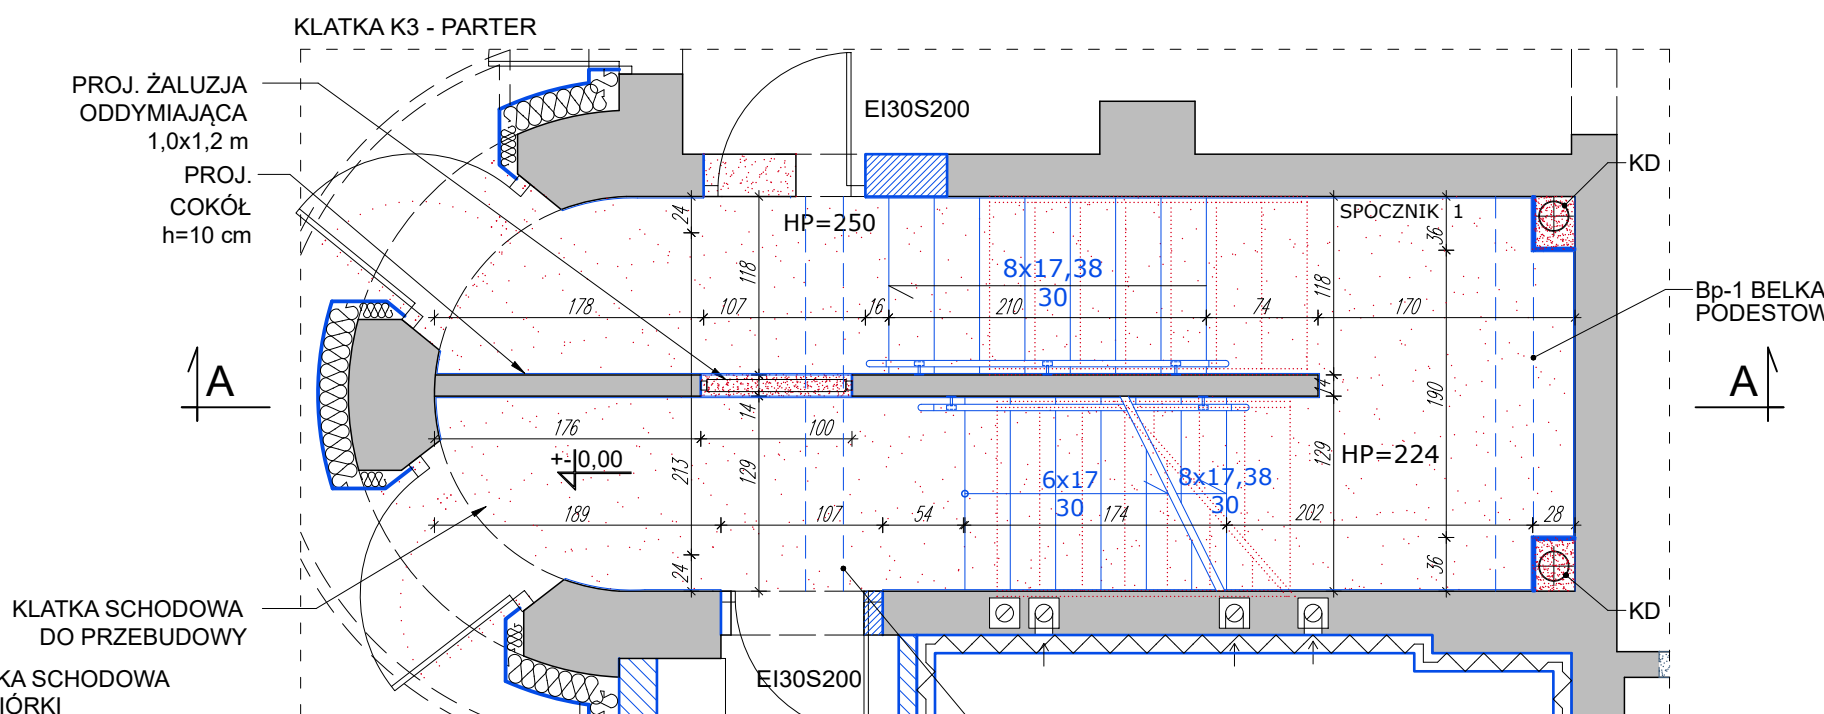 KLATKA K3 - PARTER
PROJ. ŻALUZJA
ODDYMIAJĄCA
1,0x1,2 m
PROJ.
COKÓŁ
h=10 cm
EI30S200
KD
HP=250
SPOCZNIK 1
24
118
36
118
8x17,38
30
178
107
16
210
74
170
Bp-1 BELKA
PODESTOW
A
A
14
14
190
176
100
+-0,00
213
129
129
HP=224
6x17
30
8x17,38
30
189
107
54
174
202
28
24
36
KLATKA SCHODOWA
DO PRZEBUDOWY
KD
KA SCHODOWA
IÓRKI
EI30S200